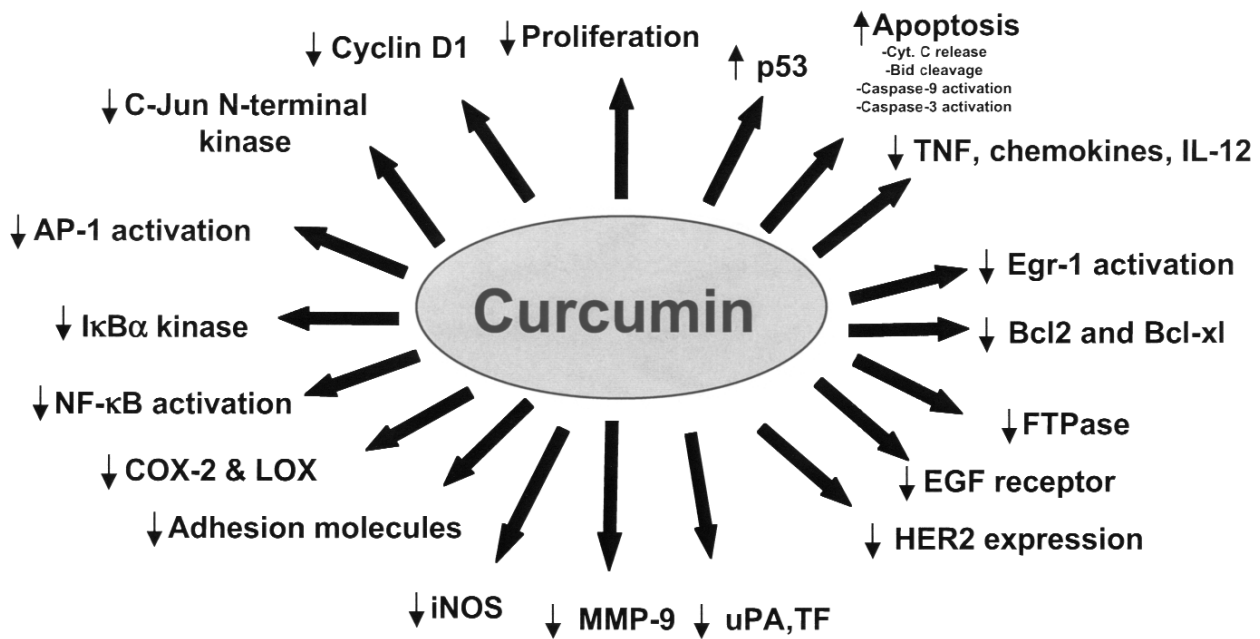 ↑Apoptosis
-Cyt. C release
-Bid cleavage
-Caspase-9 activation
-Caspase-3 activation
↓ Proliferation
↓ Cyclin D1
↑ p53
↓ C-Jun N-terminal
kinase
↓ TNF, chemokines, IL-12
↓ AP-1 activation
↓ Egr-1 activation
Curcumin
↓ IκBα kinase
↓ Bcl2 and Bcl-xl
↓ NF-κB activation
↓ FTPase
↓ COX-2 & LOX
↓ EGF receptor
↓ Adhesion molecules
↓ HER2 expression
↓ iNOS
↓ MMP-9
↓ uPA,TF